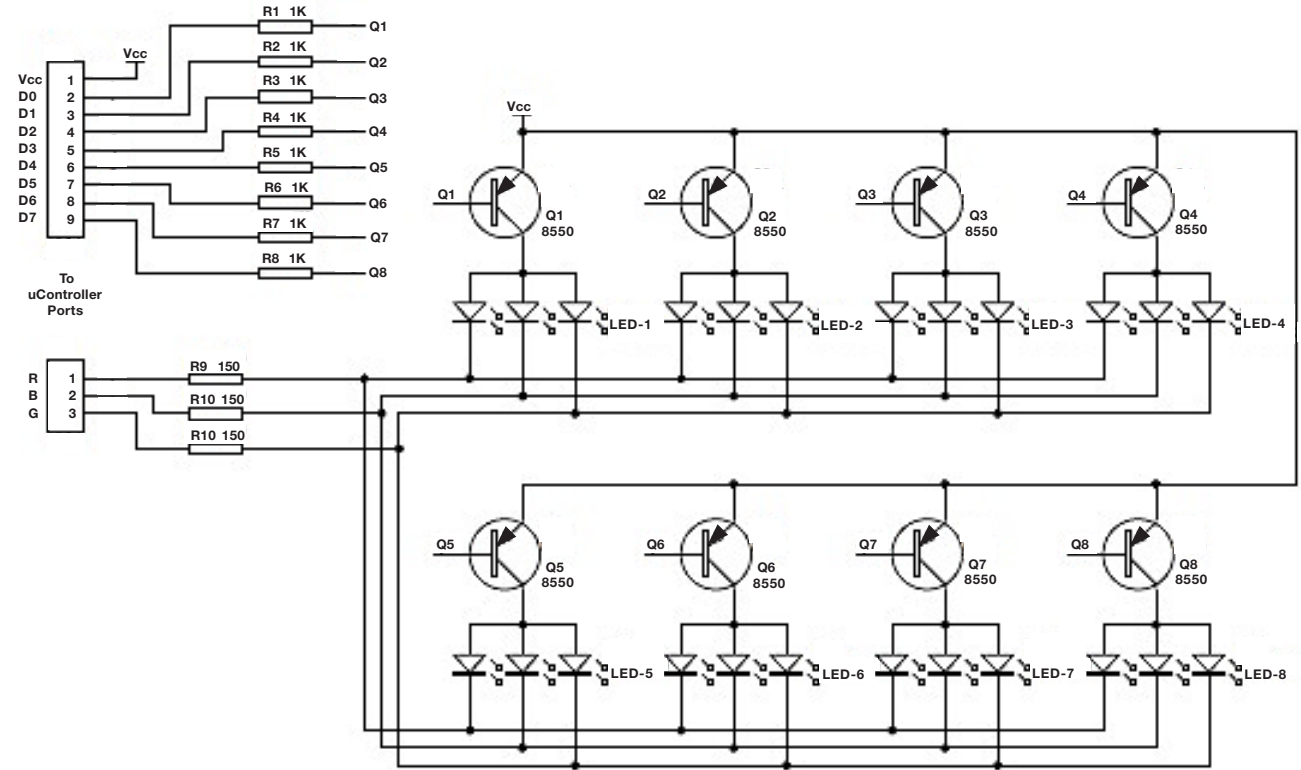 R1 1K Q1
R2 1K Q2
R3 1K Q3
R4 1K Q4
R5 1K Q5
R6 1K Q6
R7 1K Q7
R8 1K Q8
Vcc
Vcc 1
D0 2
D1 3
D2 4
D3 5
D4 6
D5 7
D6 8
D7 9
To
uController
Ports
R 1
B 2
G 3
R9 150
R10 150
R10 150
Vcc
Q1 Q2 Q3 Q4
Q1 Q2 Q3 Q4
8550 8550 8550 8550
LED-1 LED-2 LED-3 LED-4
Q5 Q6 Q7 Q8
Q5 Q6 Q7 Q8
8550 8550 8550 8550
LED-5 LED-6 LED-7 LED-8